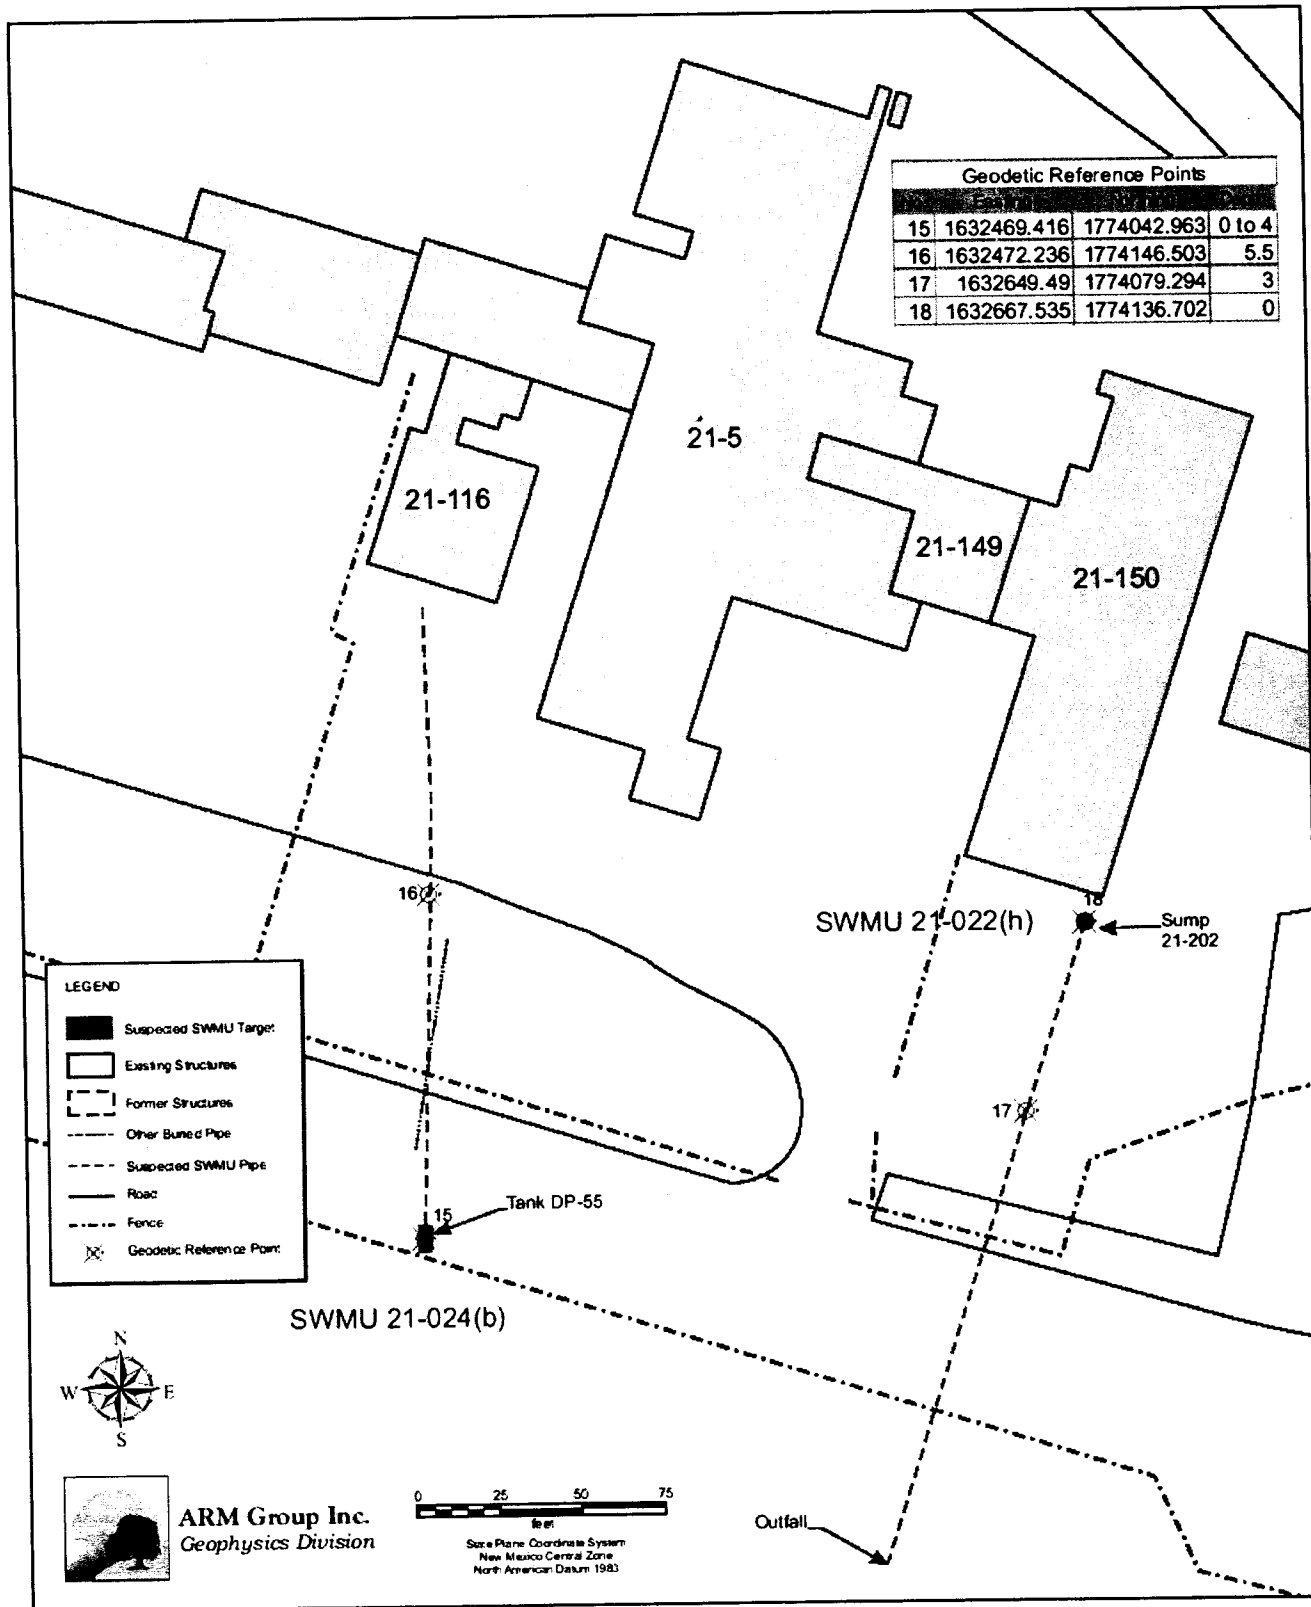 Geodetic Reference Points
15 1632469.416 1774042.963 0 to 4
16 1632472.236 1774146.503 5.5
17 1632649.49 1774079.294 3
18 1632667.535 1774136.702 0
21-5
21-116
21-149
21-150
16
18
SWMU 21-022(h)
Sump
21-202
LEGEND
Suspected SWMU Target
Existing Structures
Former Structures
Other Buried Pipe
Suspected SWMU Pipe
Road
Fence
Geodetic Reference Point
17
15
Tank DP-55
SWMU 21-024(b)
N
W E
S
ARM Group Inc.
Geophysics Division
0 25 50 75
feet
State Plane Coordinate System
New Mexico Central Zone
North American Datum 1983
Outfall